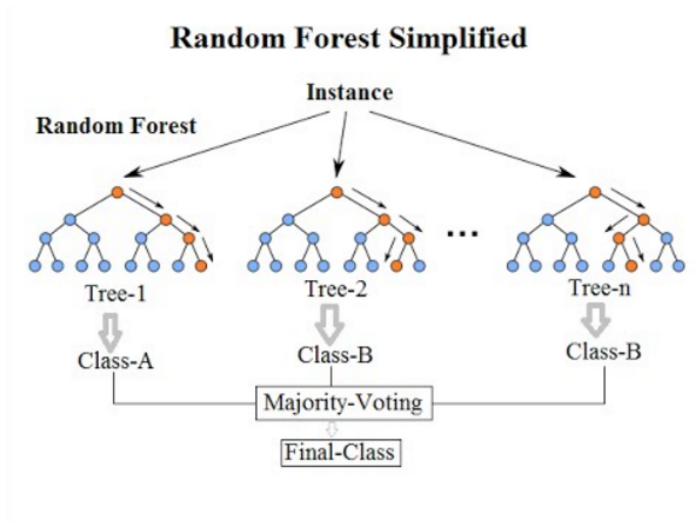 Random Forest Simplified
Instance
Random Forest
...
Tree-1
Tree-2
Tree-n
Class-A
Class-B
Class-B
Majority-Voting
Final-Class